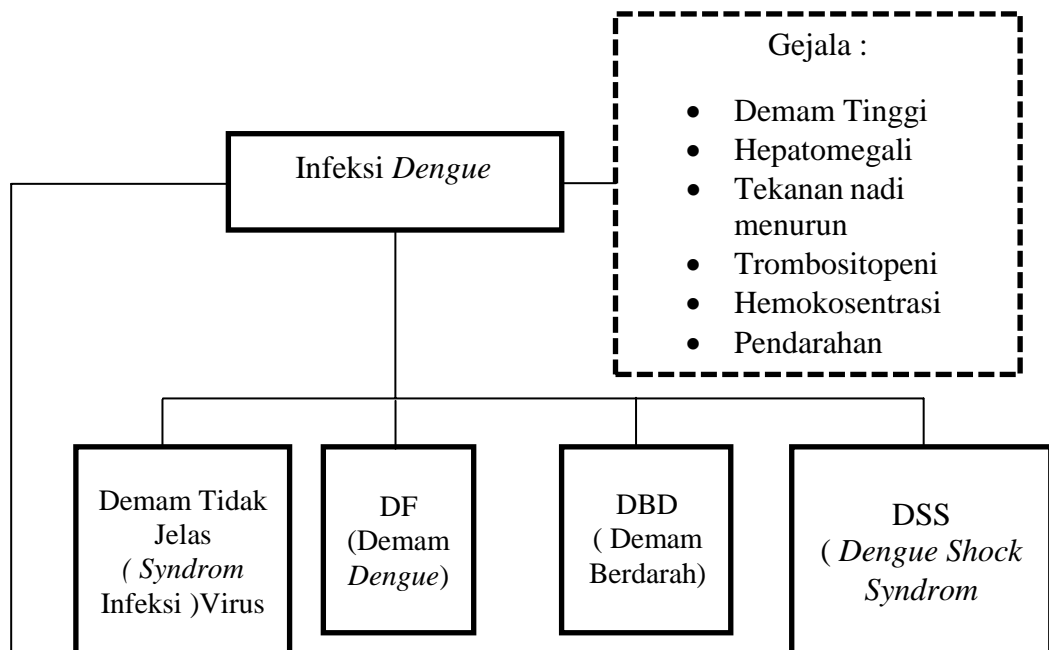 Gejala :
• Demam Tinggi
• Hepatomegali
• Tekanan nadi
menurun
• Trombositopeni
• Hemokosentrasi
• Pendarahan
Infeksi Dengue
Demam Tidak
Jelas
( Syndrom
Infeksi )Virus
DF
(Demam
Dengue)
DBD
( Demam
Berdarah)
DSS
( Dengue Shock
Syndrom